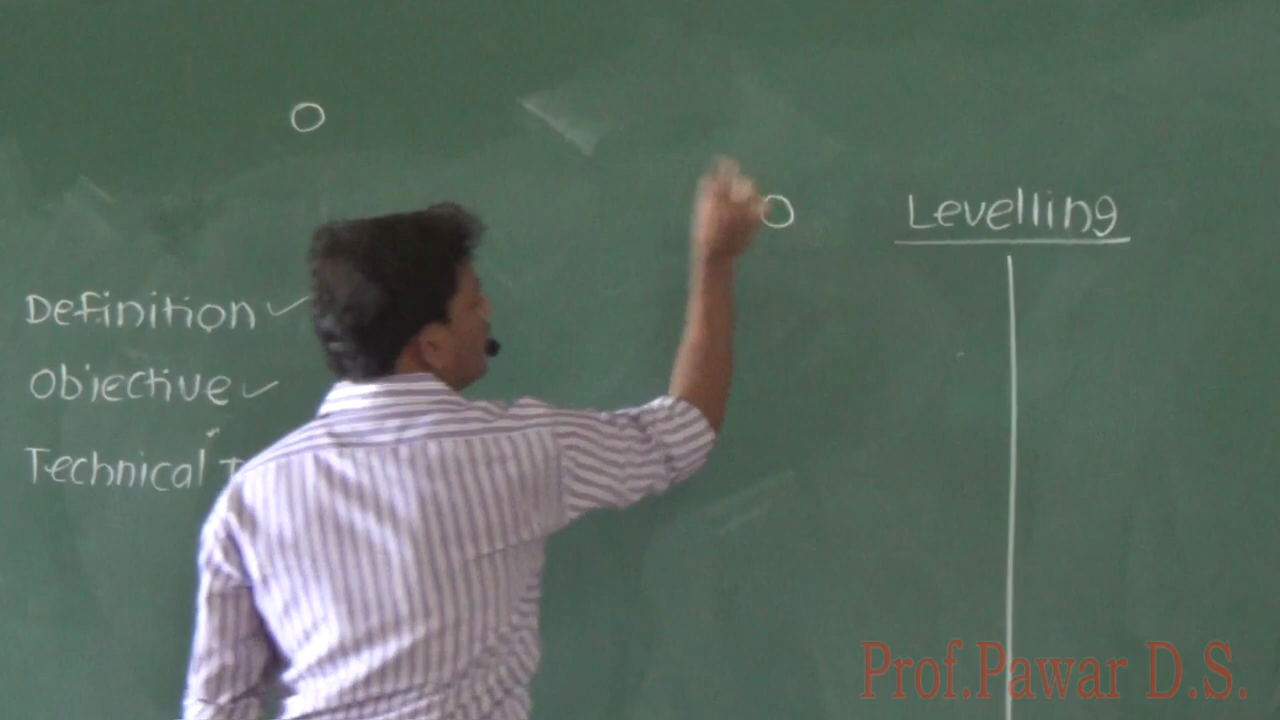 Levelling
Definition
Objective
Technical
Prof.Pawar D.S.